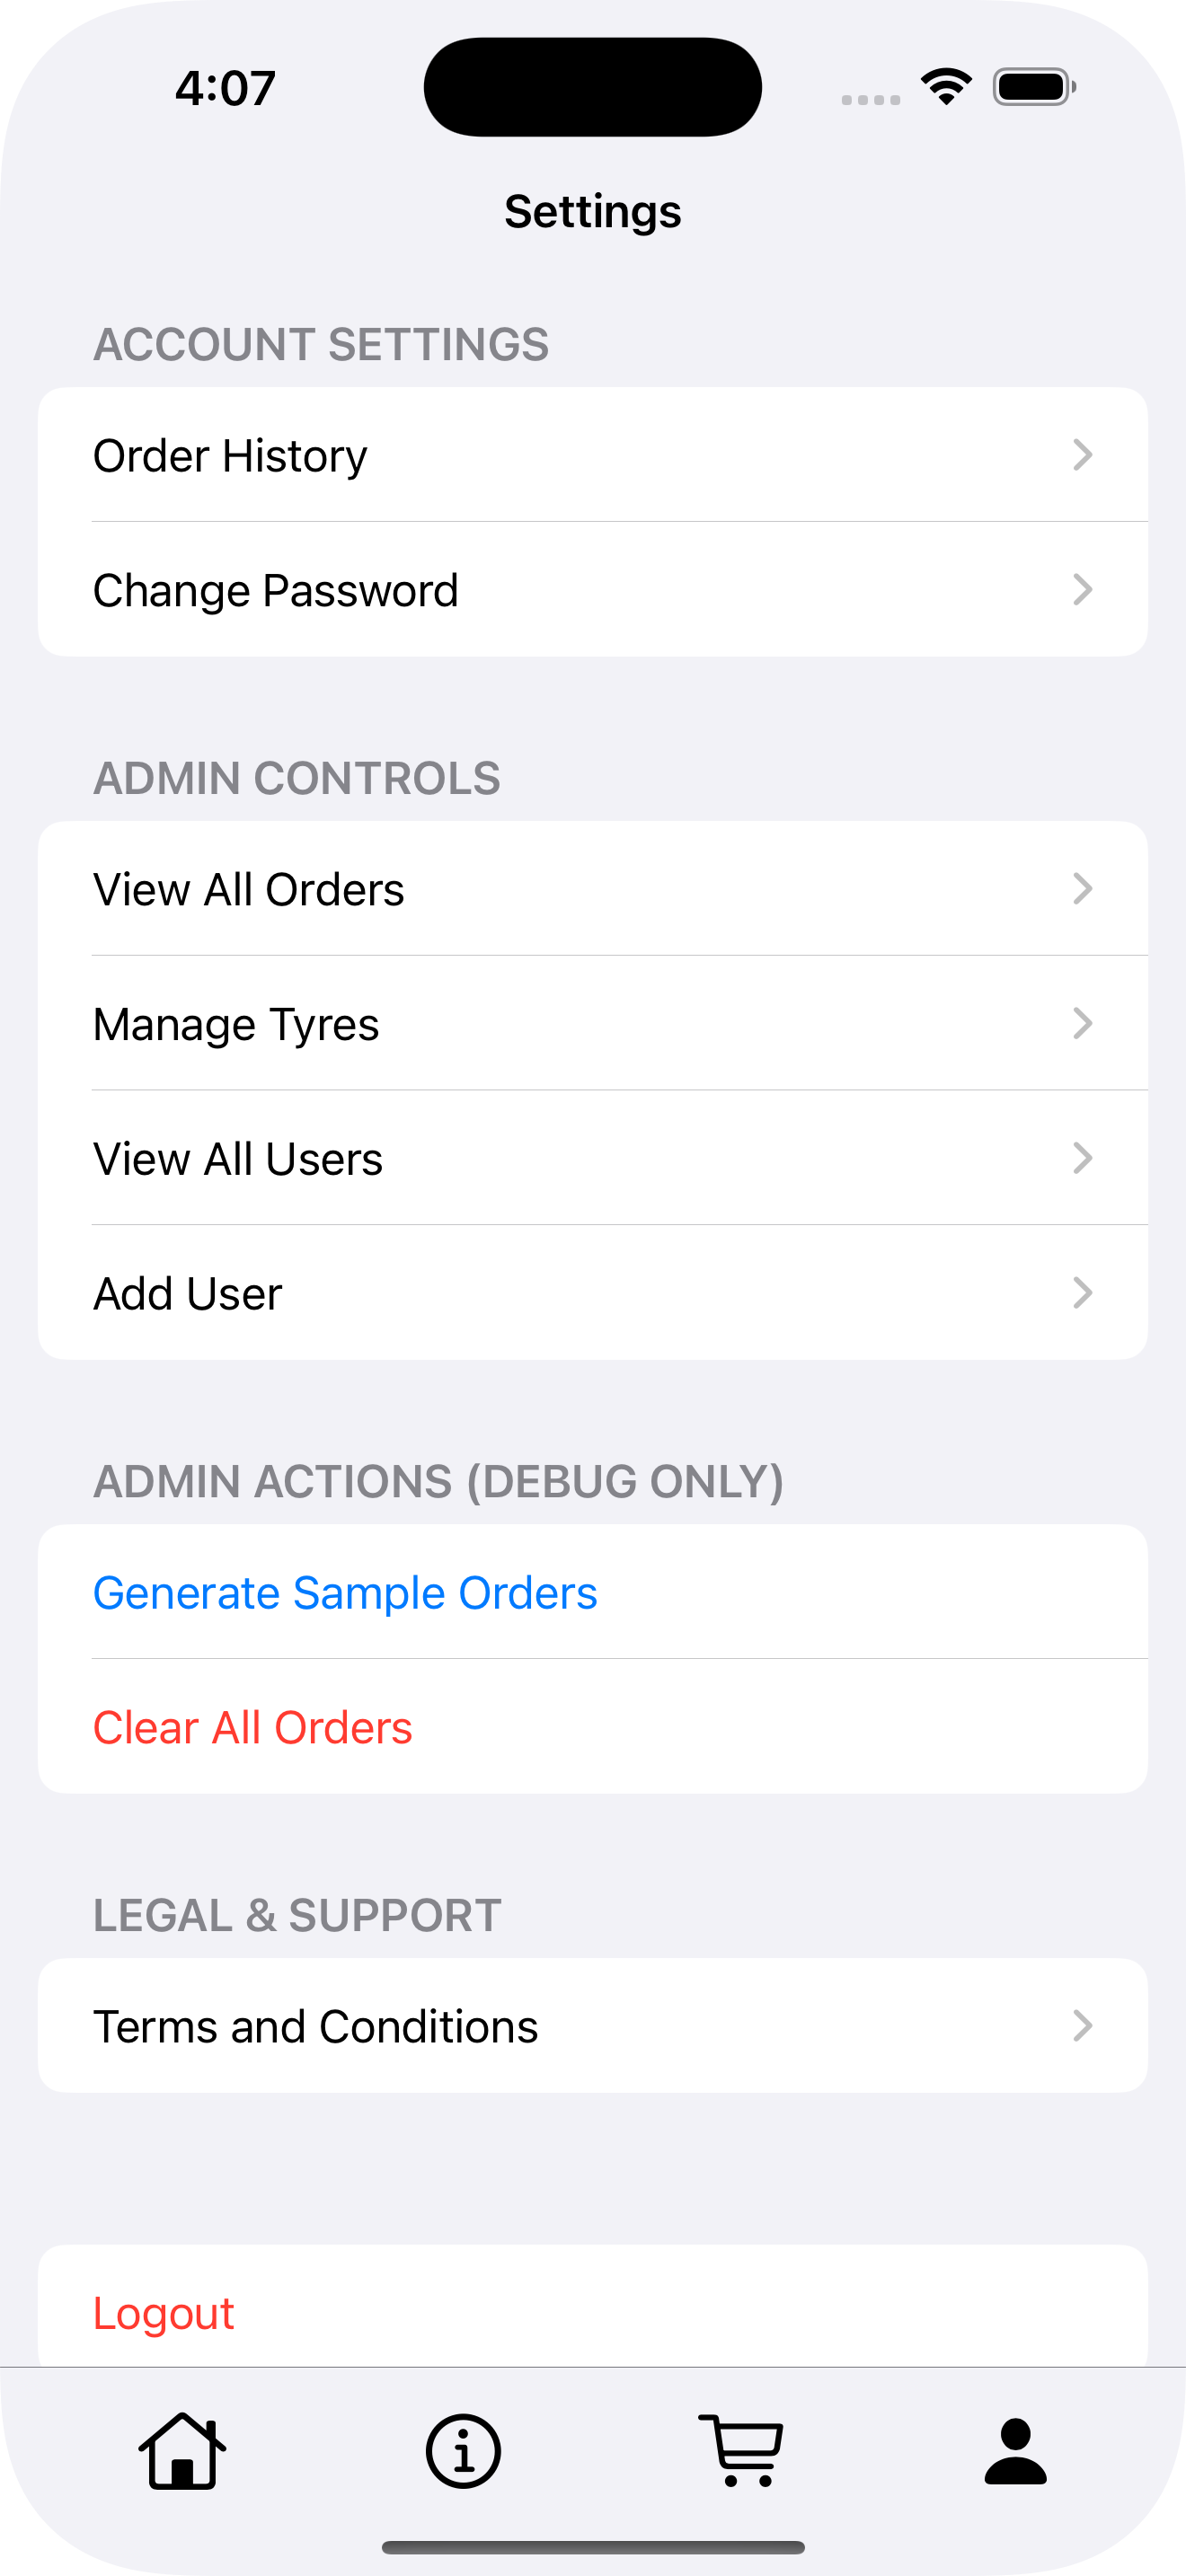 4:07
Settings
ACCOUNT SETTINGS
Order History
Change Password
ADMIN CONTROLS
View All Orders
Manage Tyres
View All Users
Add User
ADMIN ACTIONS (DEBUG ONLY)
Generate Sample Orders
Clear All Orders
LEGAL & SUPPORT
Terms and Conditions
Logout